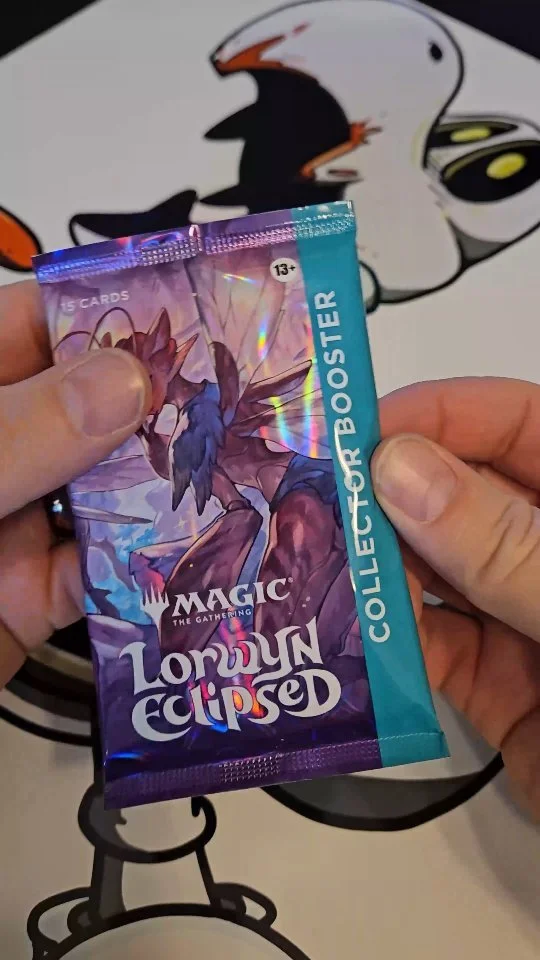 15 CARDS
13+
COLLECTOR BOOSTER
MAGIC
THE GATHERING
Lorwyn
Eclipsed